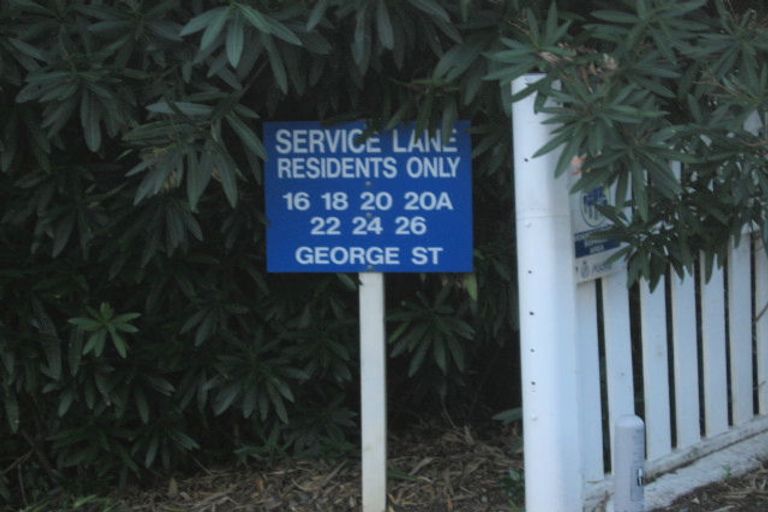 SERVICE LANE
RESIDENTS ONLY
16 18 20 20A
22 24 26
GEORGE ST